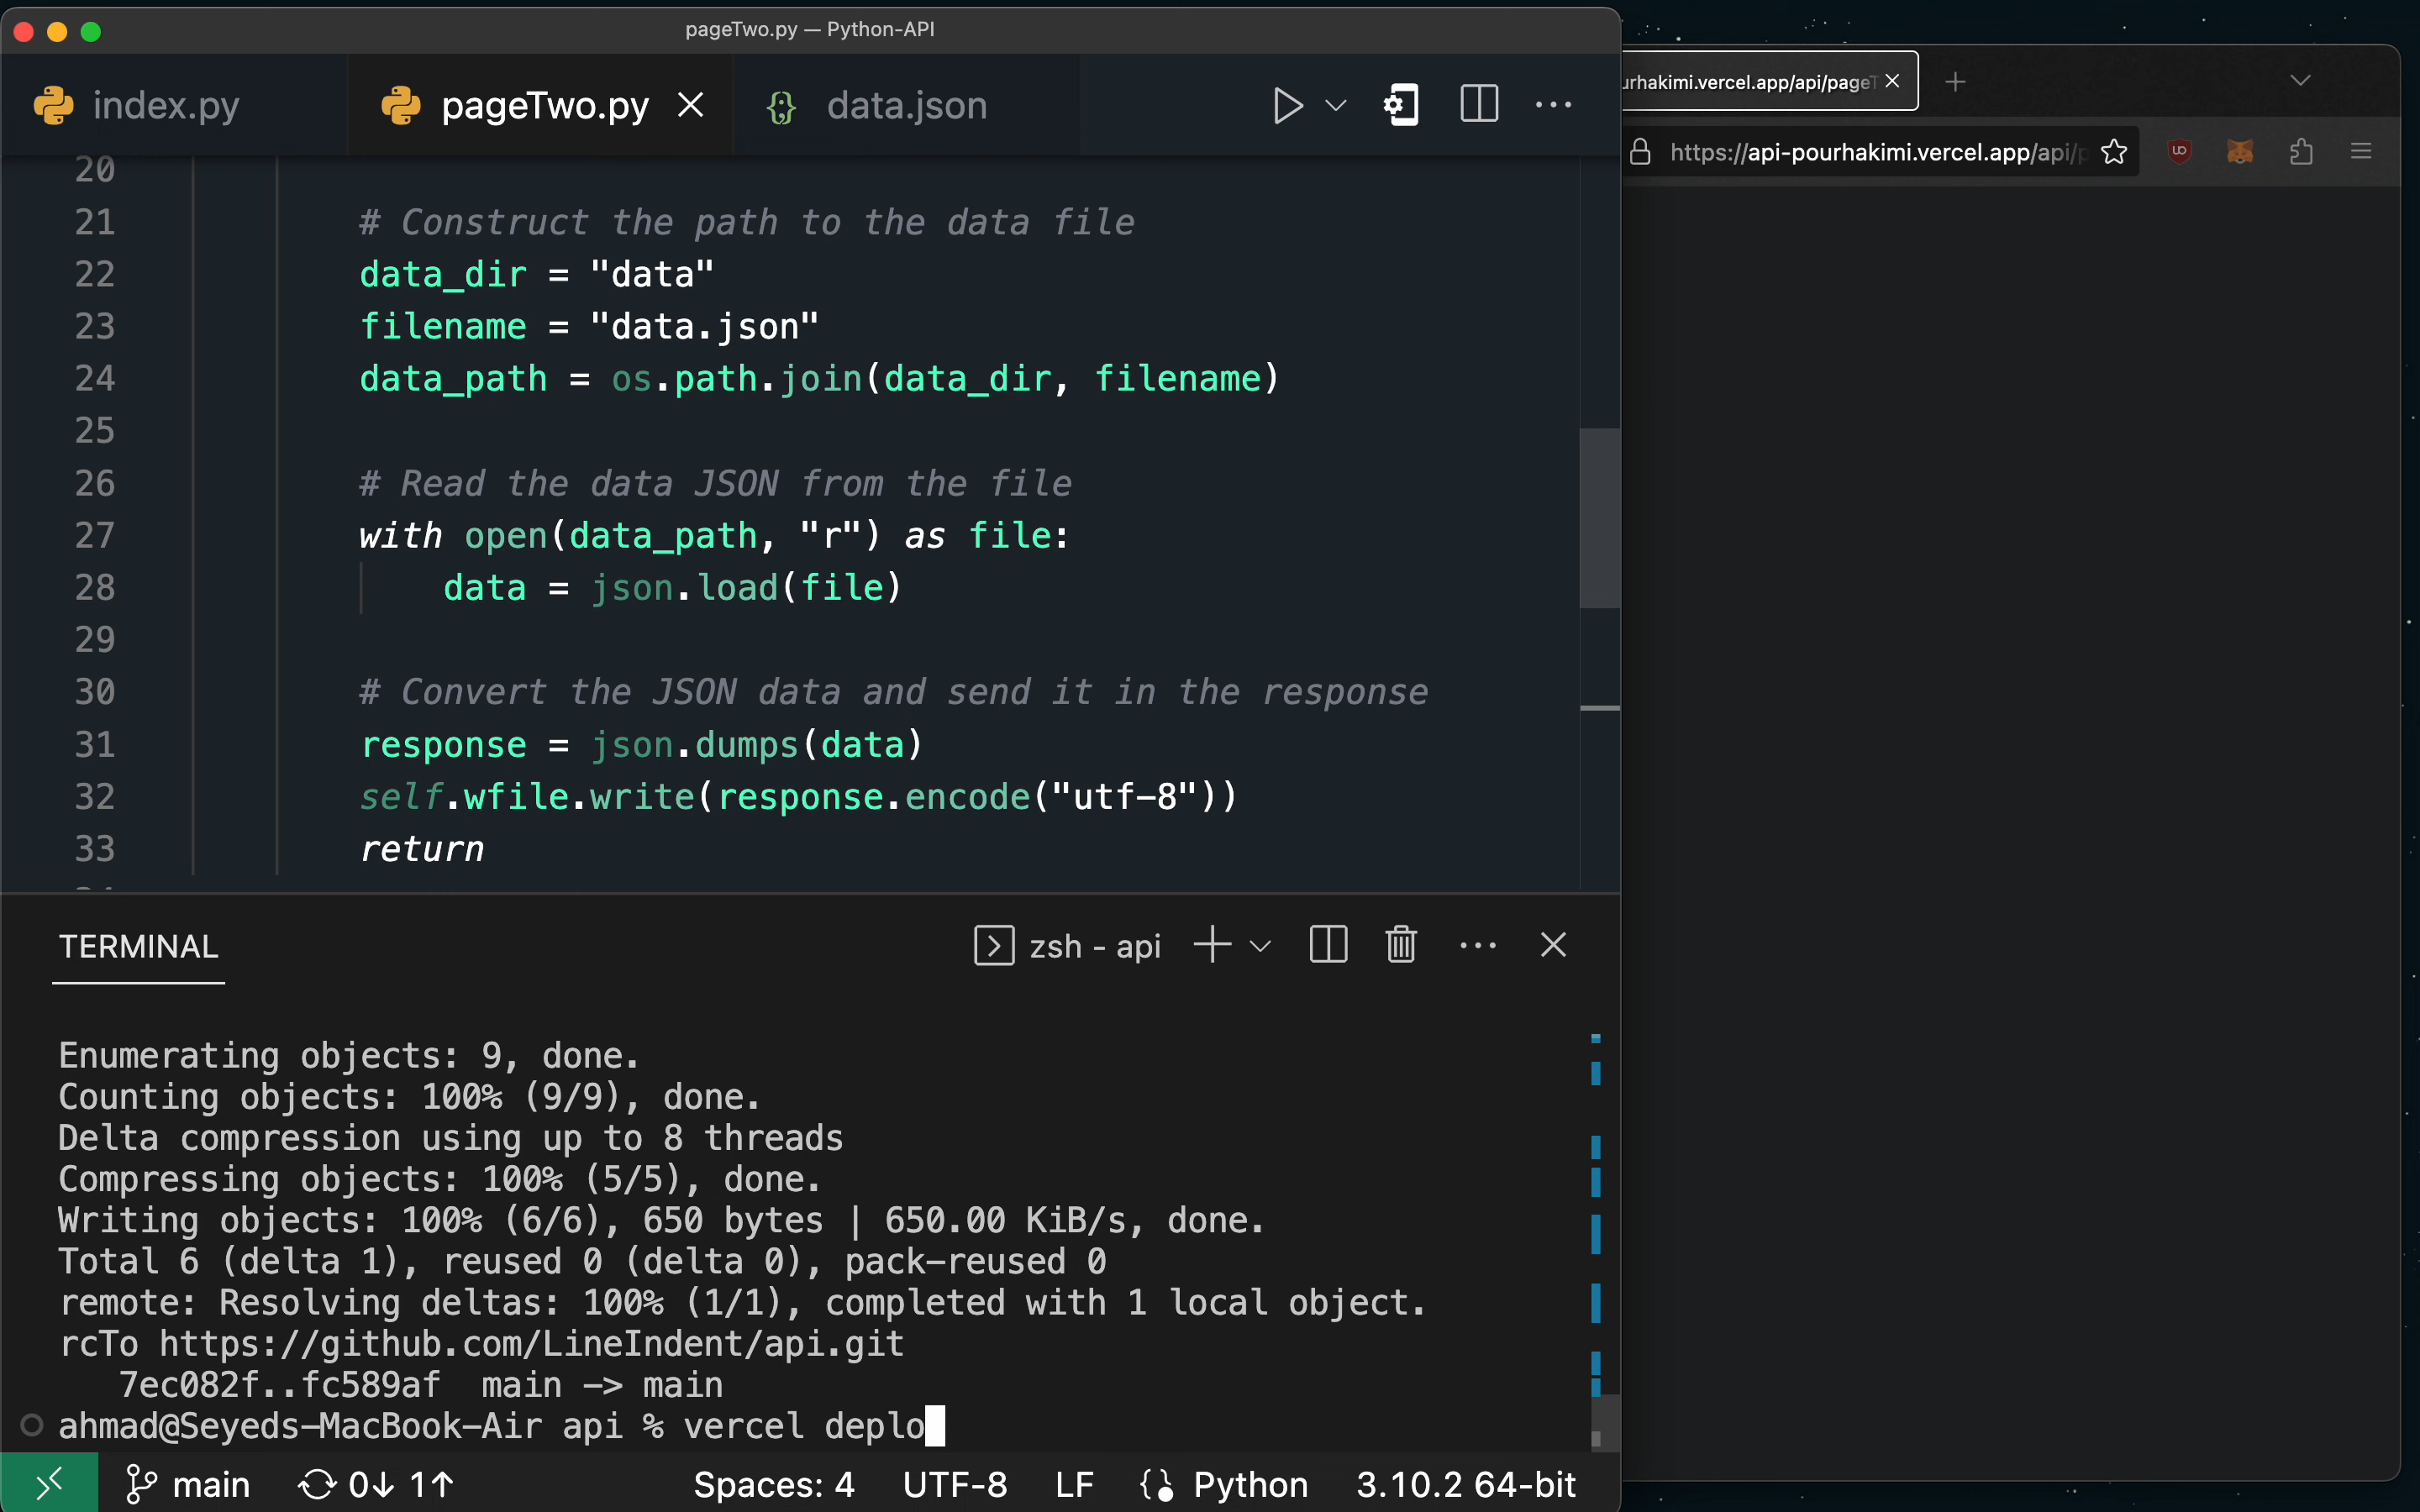 pageTwo.py — Python-API
index.py
pageTwo.py
data.json
20
21 # Construct the path to the data file
22 data_dir = "data"
23 filename = "data.json"
24 data_path = os.path.join(data_dir, filename)
25
26 # Read the data JSON from the file
27 with open(data_path, "r") as file:
28 data = json.load(file)
29
30 # Convert the JSON data and send it in the response
31 response = json.dumps(data)
32 self.wfile.write(response.encode("utf-8"))
33 return
TERMINAL
zsh - api
Enumerating objects: 9, done.
Counting objects: 100% (9/9), done.
Delta compression using up to 8 threads
Compressing objects: 100% (5/5), done.
Writing objects: 100% (6/6), 650 bytes | 650.00 KiB/s, done.
Total 6 (delta 1), reused 0 (delta 0), pack-reused 0
remote: Resolving deltas: 100% (1/1), completed with 1 local object.
rcTo https://github.com/LineIndent/api.git
7ec082f..fc589af main -> main
ahmad@Seyeds-MacBook-Air api % vercel deplo
main 0↓ 1↑ Spaces: 4 UTF-8 LF Python 3.10.2 64-bit
urhakimi.vercel.app/api/pageT
https://api-pourhakimi.vercel.app/api/p